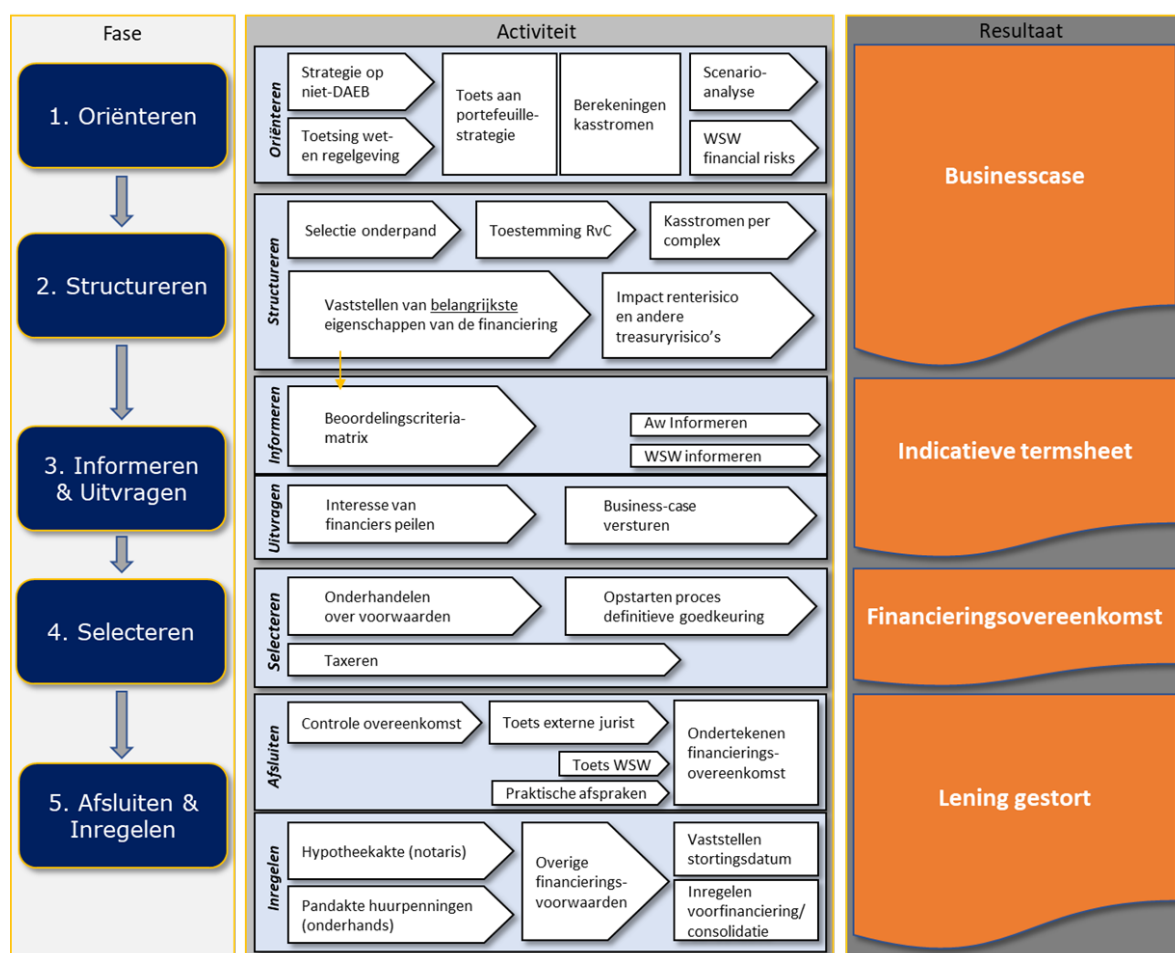 Fase
Activiteit
Resultaat
1. Oriënteren
2. Structureren
3. Informeren
& Uitvragen
4. Selecteren
5. Afsluiten &
Inregelen
Oriënteren
Strategie op
niet-DAEB
Toetsing wet-
en regelgeving
Toets aan
portefeuille-
strategie
Berekeningen
kasstromen
Scenario-
analyse
WSW
financial risks
Structureren
Selectie onderpand
Toestemming RvC
Kasstromen per
complex
Vaststellen van belangrijkste
eigenschappen van de financiering
Impact renterisico
en andere
treasuryrisico’s
Informeren
Beoordelingscriteria-
matrix
Aw Informeren
WSW informeren
Uitvragen
Interesse van
financiers peilen
Business-case
versturen
Selecteren
Onderhandelen
over voorwaarden
Opstarten proces
definitieve goedkeuring
Taxeren
Afsluiten
Controle overeenkomst
Toets externe jurist
Toets WSW
Praktische afspraken
Ondertekenen
financierings-
overeenkomst
Inregelen
Hypotheekakte (notaris)
Pandakte huurpenningen
(onderhands)
Overige
financierings-
voorwaarden
Vaststellen
stortingsdatum
Inregelen
voorfinanciering/
consolidatie
Businesscase
Indicatieve termsheet
Financieringsovereenkomst
Lening gestort